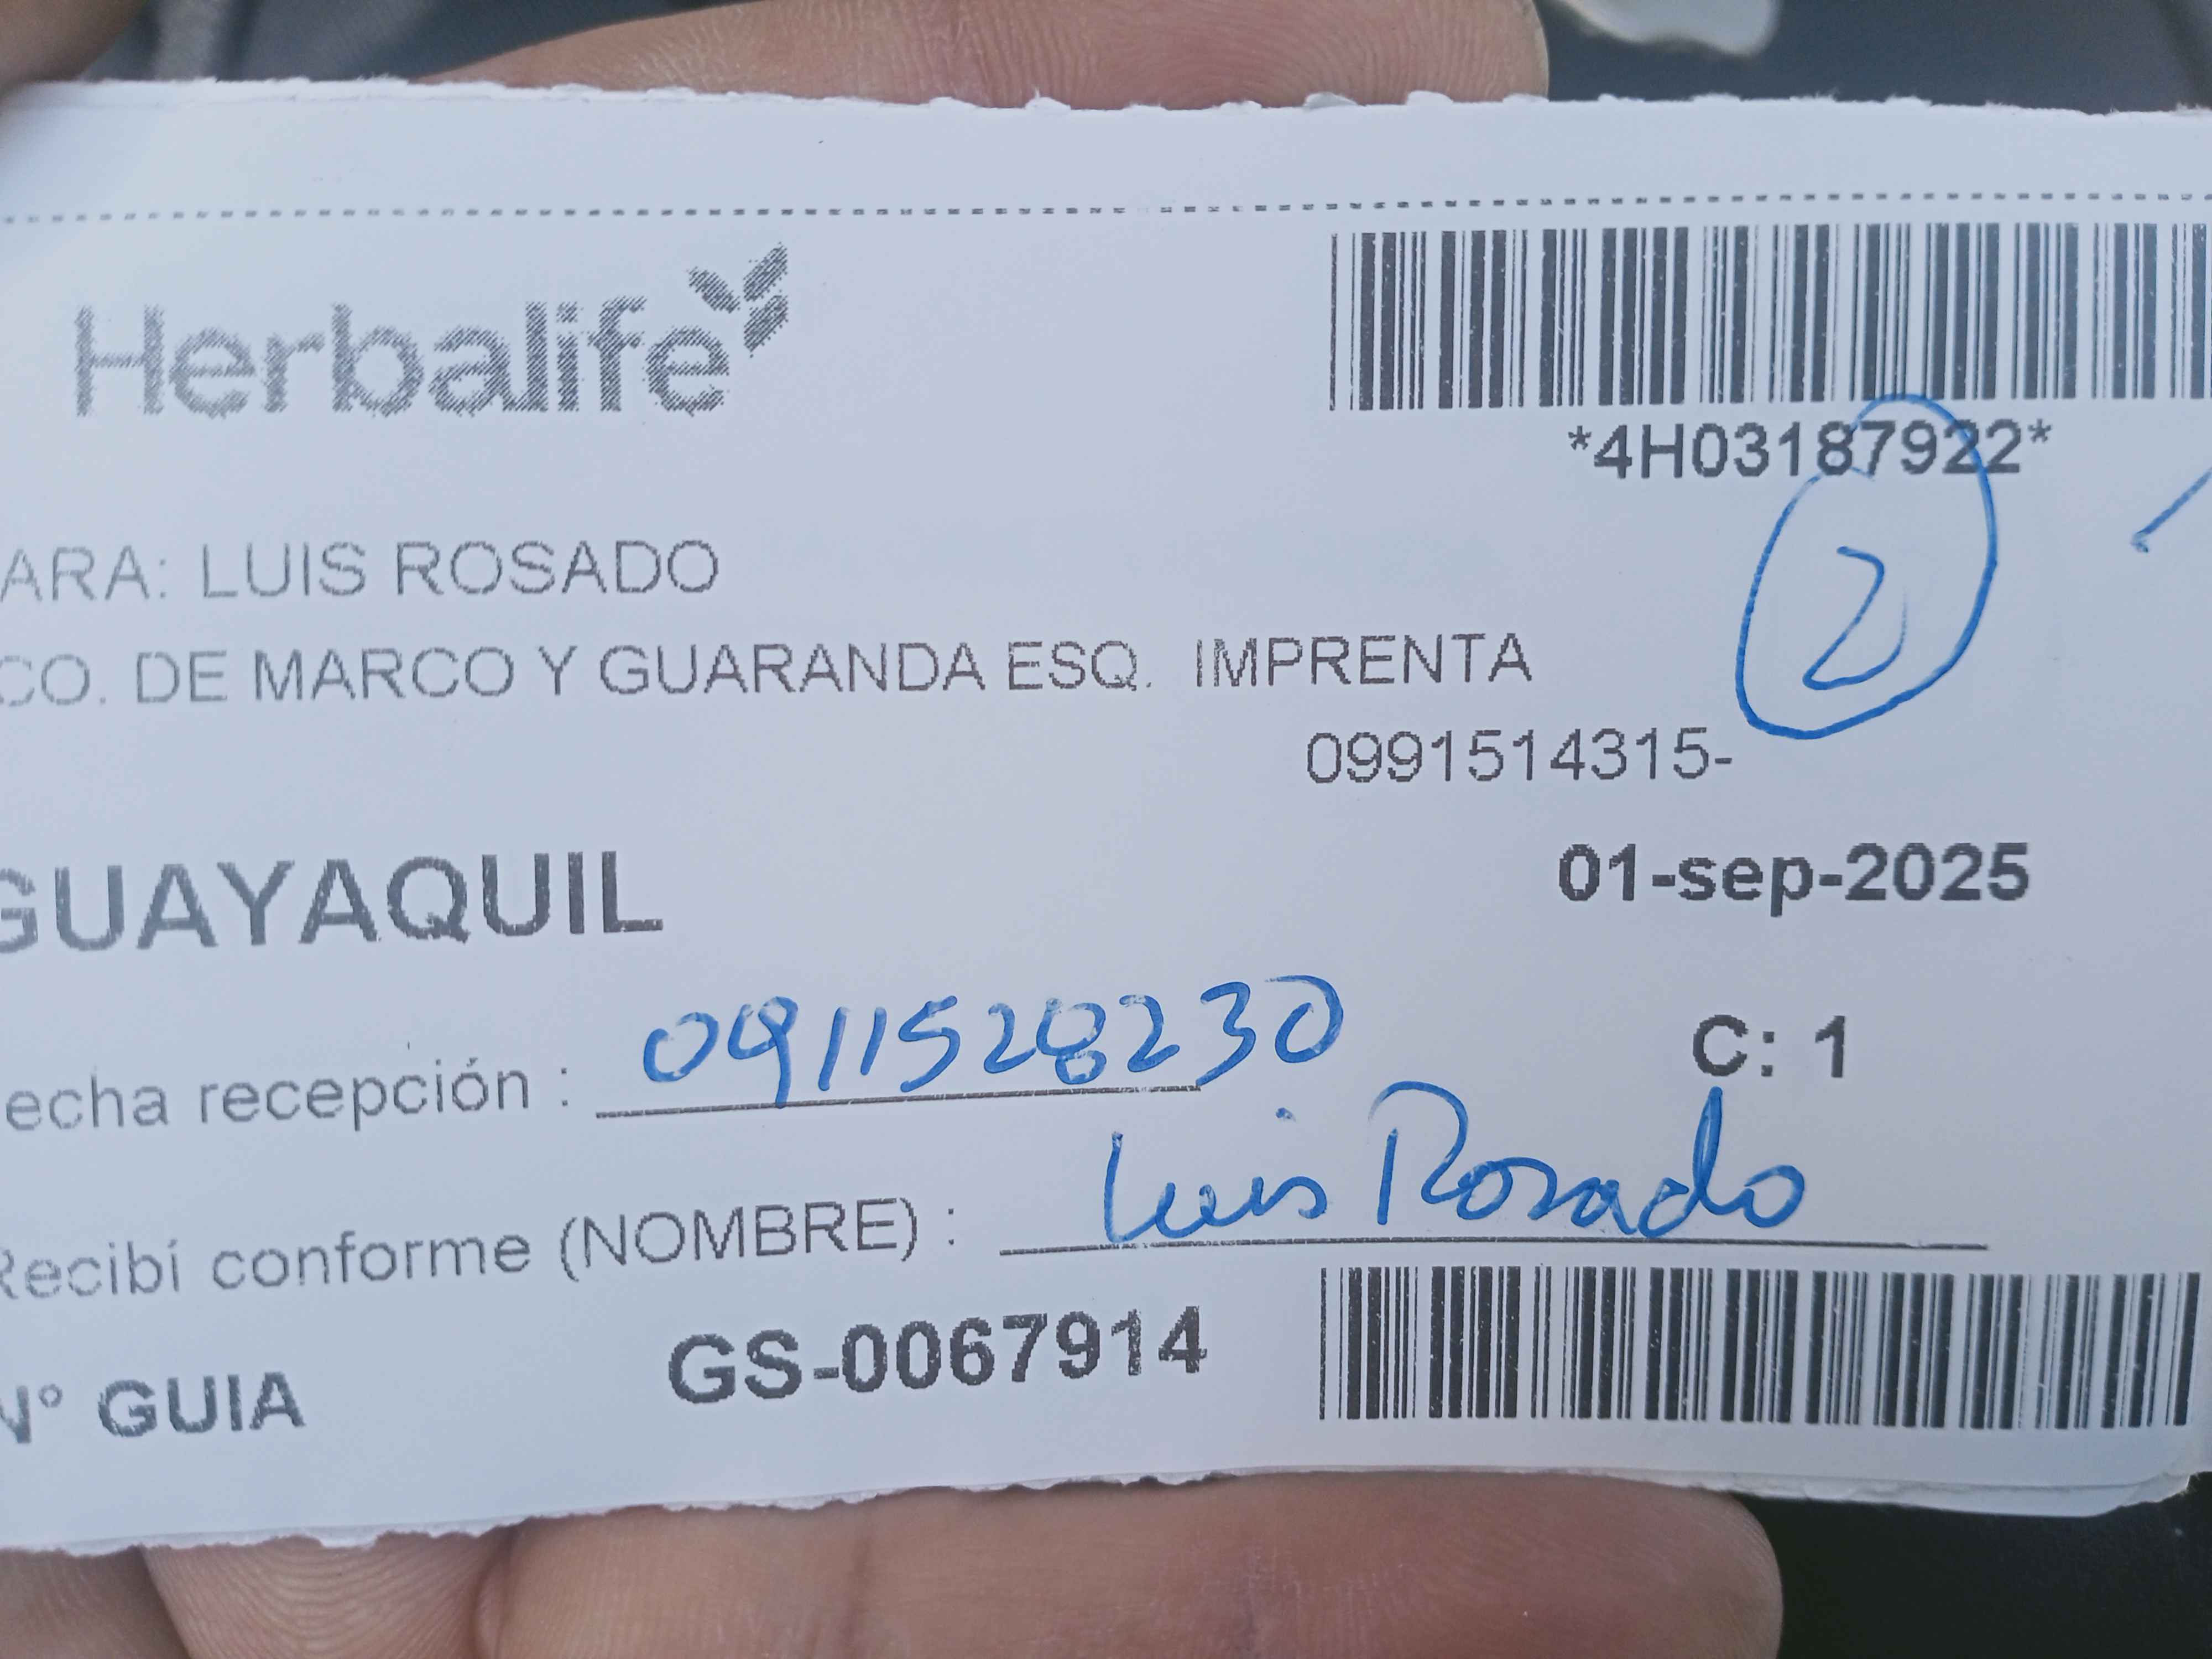 Herbalife
*4H03187922*
ARA: LUIS ROSADO
2
CO. DE MARCO Y GUARANDA ESQ. IMPRENTA
0991514315-
GUAYAQUIL
01-sep-2025
echa recepción : 0911528230
C: 1
Recibí conforme (NOMBRE) : Luis Rosado
N° GUIA GS-0067914